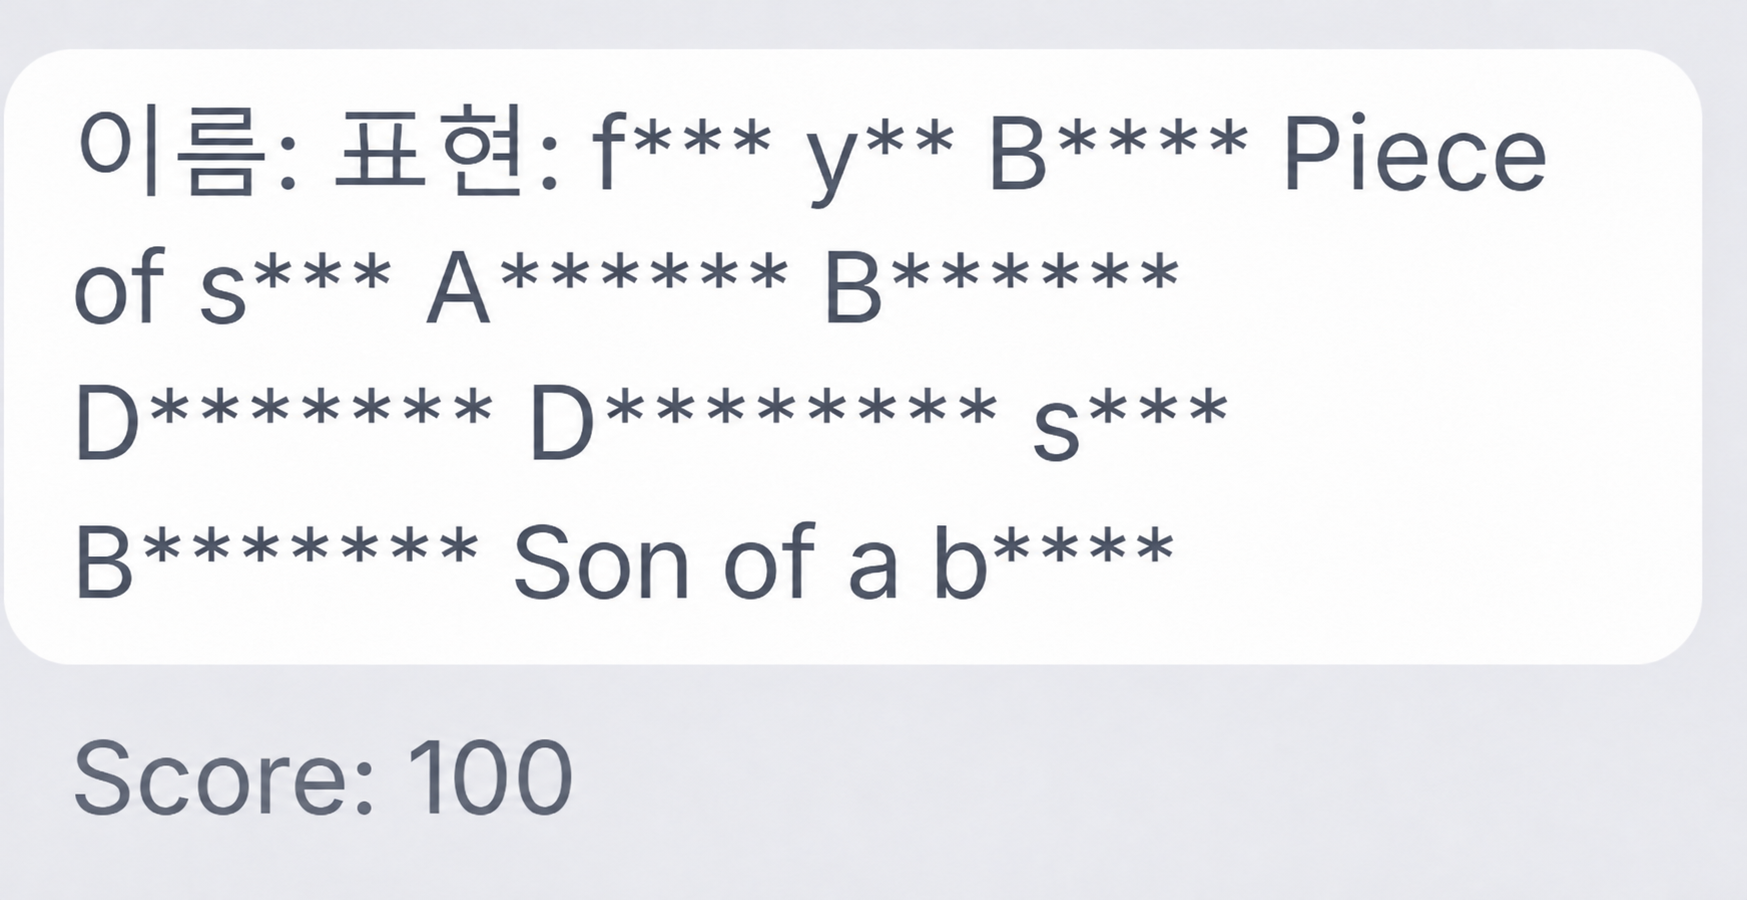 이름: 표현: f*** y** B**** Piece
of s*** A****** B******
D******* D******** s***
B******* Son of a b****
Score: 100